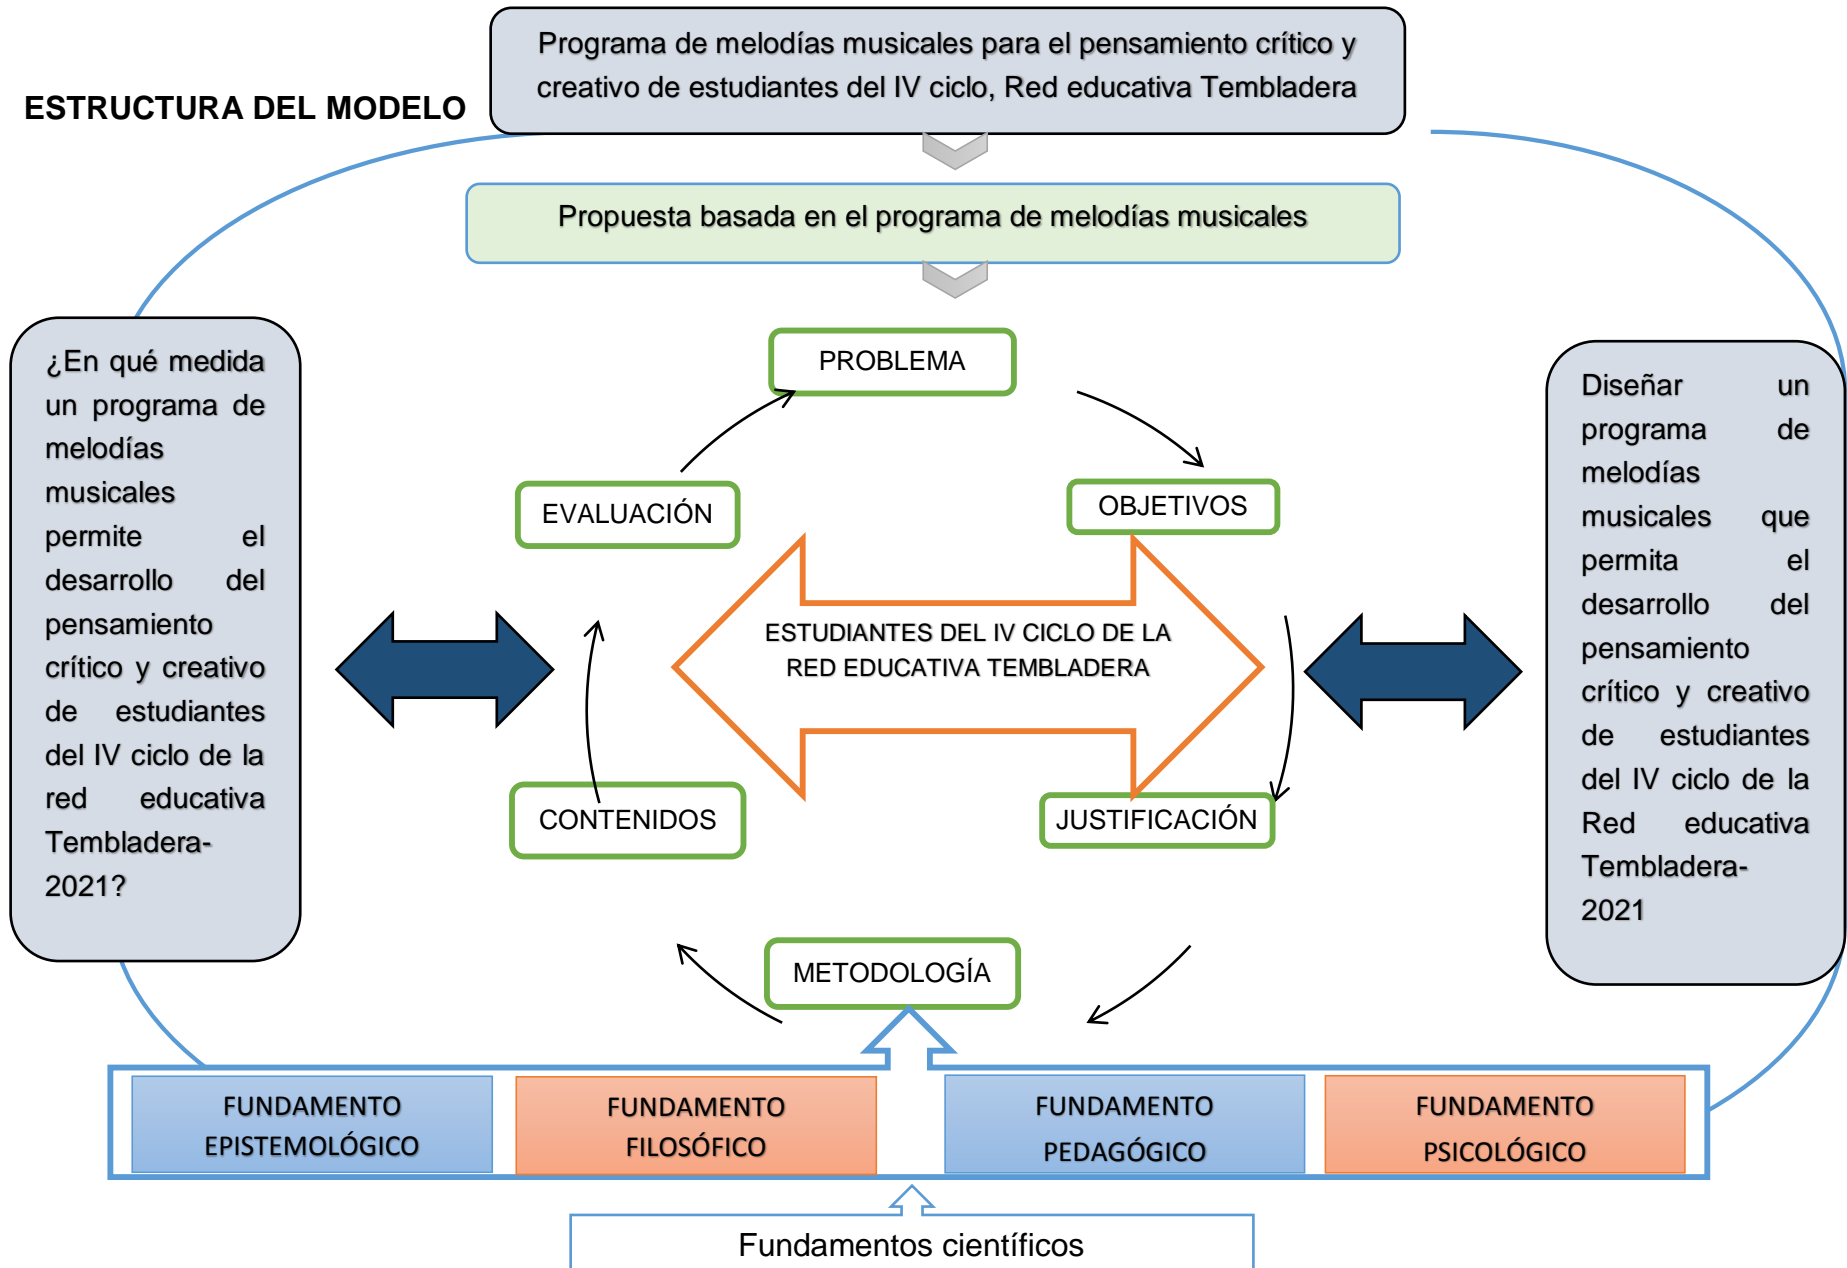 Programa de melodías musicales para el pensamiento crítico y
creativo de estudiantes del IV ciclo, Red educativa Tembladera
ESTRUCTURA DEL MODELO
Propuesta basada en el programa de melodías musicales
¿En qué medida
un programa de
melodías
musicales
permite el
desarrollo del
pensamiento
crítico y creativo
de estudiantes
del IV ciclo de la
red educativa
Tembladera-
2021?
PROBLEMA
OBJETIVOS
JUSTIFICACIÓN
METODOLOGÍA
CONTENIDOS
EVALUACIÓN
ESTUDIANTES DEL IV CICLO DE LA
RED EDUCATIVA TEMBLADERA
Diseñar un
programa de
melodías
musicales que
permita el
desarrollo del
pensamiento
crítico y creativo
de estudiantes
del IV ciclo de la
Red educativa
Tembladera-
2021
FUNDAMENTO
EPISTEMOLÓGICO
FUNDAMENTO
FILOSÓFICO
FUNDAMENTO
PEDAGÓGICO
FUNDAMENTO
PSICOLÓGICO
Fundamentos científicos